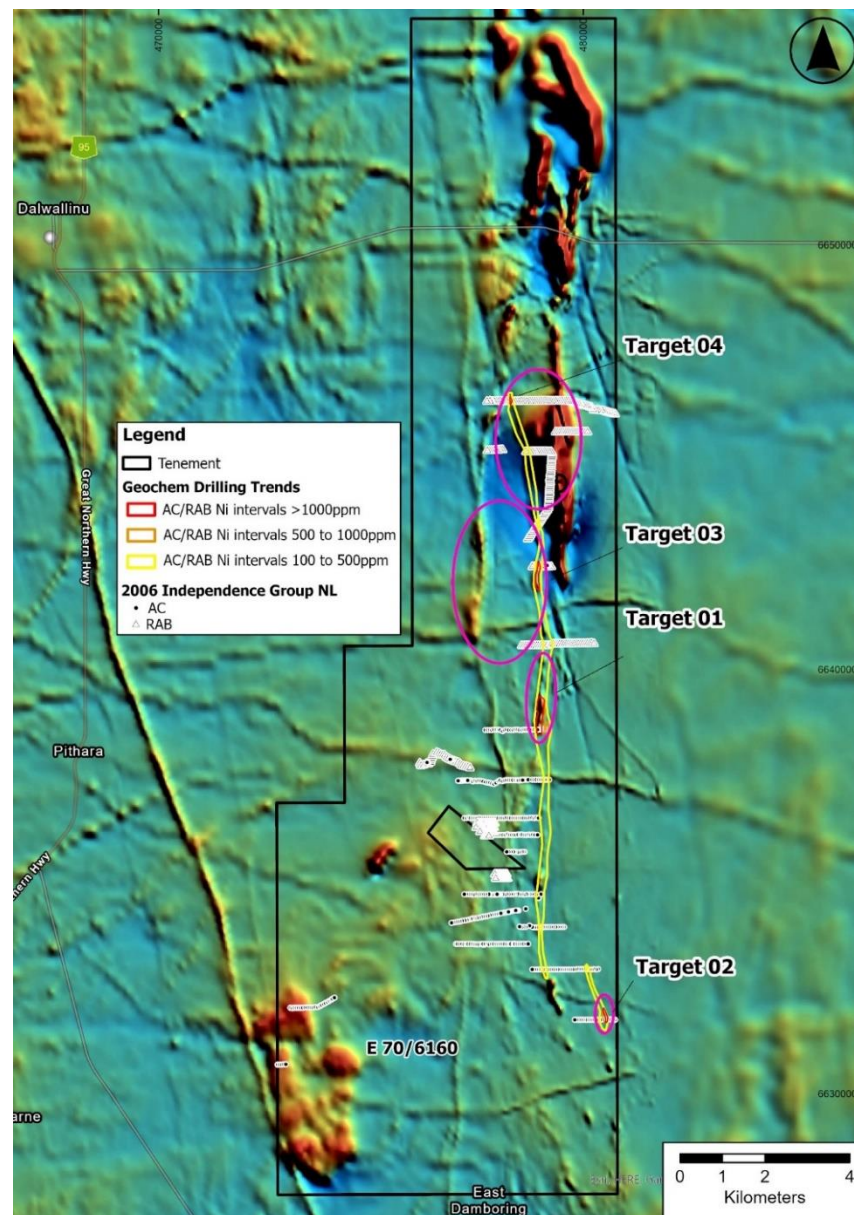 470000
480000
95
Dalwallinu
6650000
Target 04
Legend
Tenement
Geochem Drilling Trends
AC/RAB Ni intervals >1000ppm
AC/RAB Ni intervals 500 to 1000ppm
AC/RAB Ni intervals 100 to 500ppm
2006 Independence Group NL
AC
RAB
Great Northern Hwy
Target 03
Target 01
6640000
Pithara
thern Hwy
Target 02
E 70/6160
6630000
arne
East
Damboring
0 1 2 4
Kilometers